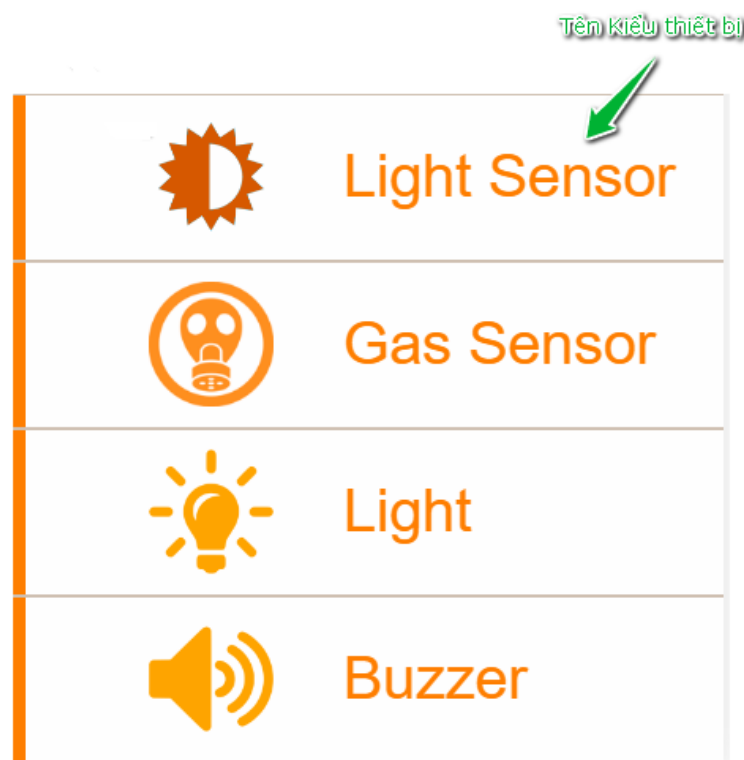 Tên Kiểu thiết bị
Light Sensor
Gas Sensor
Light
Buzzer